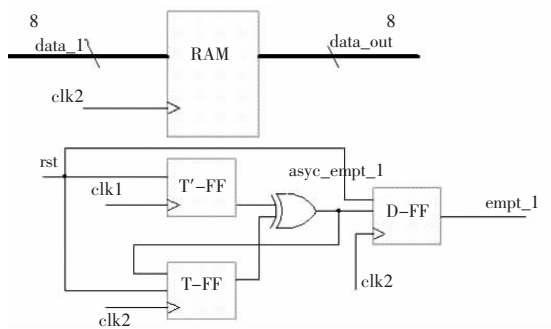 8 8
data_1 RAM data_out
clk2
rst asyc_empt_1
clk1 T'-FF
D-FF empt_1
T-FF clk2
clk2